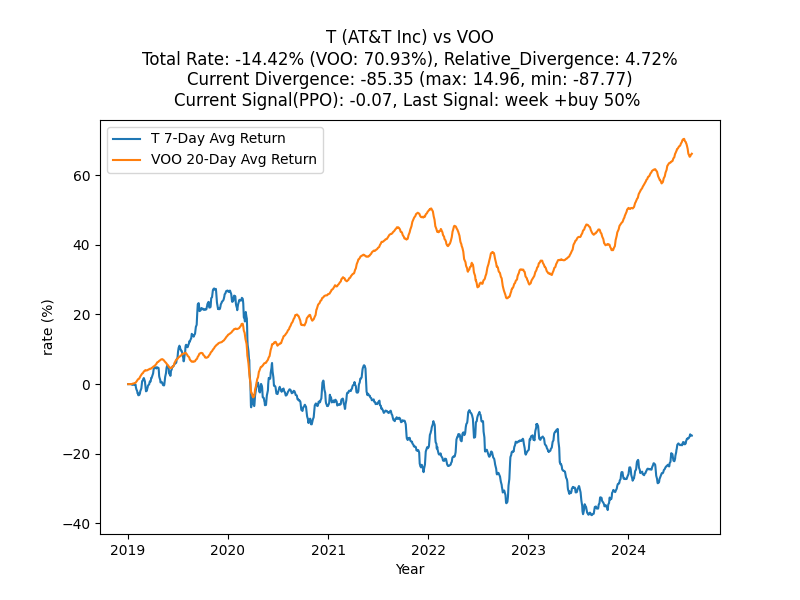 T (AT&T Inc) vs VOO
Total Rate: -14.42% (VOO: 70.93%), Relative_Divergence: 4.72%
Current Divergence: -85.35 (max: 14.96, min: -87.77)
Current Signal(PPO): -0.07, Last Signal: week +buy 50%
T 7-Day Avg Return
VOO 20-Day Avg Return
rate (%)
60
40
20
0
−20
−40
2019 2020 2021 2022 2023 2024
Year